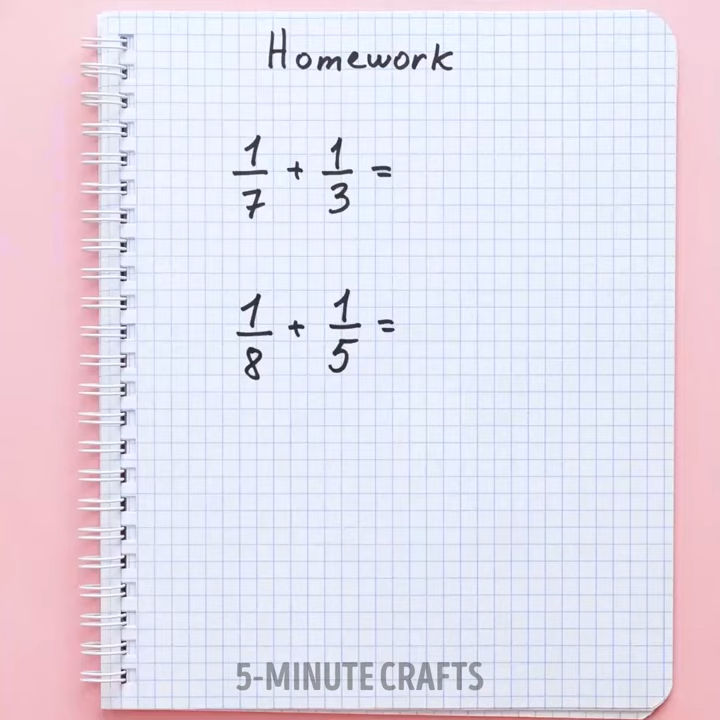 Homework
1/7 + 1/3 =
1/8 + 1/5 =
5-MINUTE CRAFTS